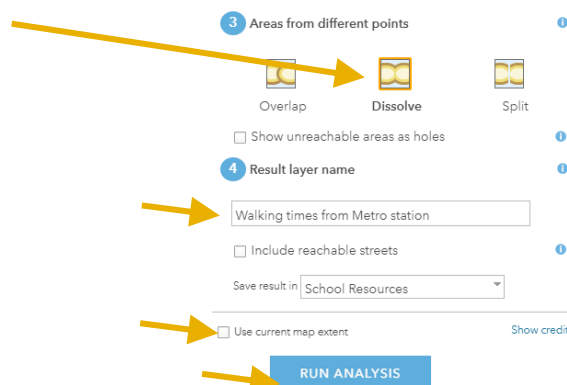 3 Areas from different points
Overlap Dissolve Split
Show unreachable areas as holes
4 Result layer name
Walking times from Metro station
Include reachable streets
Save result in School Resources
Use current map extent Show credit
RUN ANALYSIS